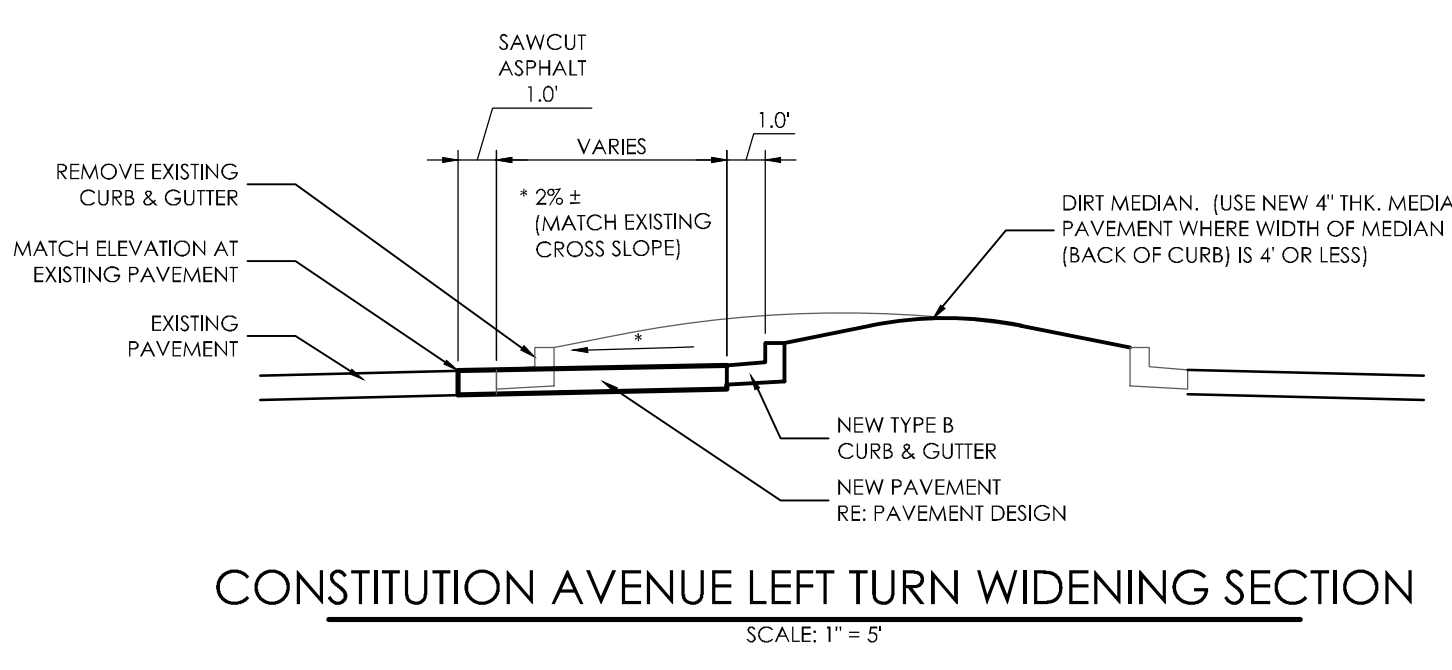 SAWCUT
ASPHALT
1.0'
1.0'
VARIES
REMOVE EXISTING
CURB & GUTTER
* 2% ±
(MATCH EXISTING
CROSS SLOPE)
DIRT MEDIAN. (USE NEW 4" THK. MEDIA
PAVEMENT WHERE WIDTH OF MEDIAN
(BACK OF CURB) IS 4' OR LESS)
MATCH ELEVATION AT
EXISTING PAVEMENT
EXISTING
PAVEMENT
*
NEW TYPE B
CURB & GUTTER
NEW PAVEMENT
RE: PAVEMENT DESIGN
CONSTITUTION AVENUE LEFT TURN WIDENING SECTION
SCALE: 1" = 5'